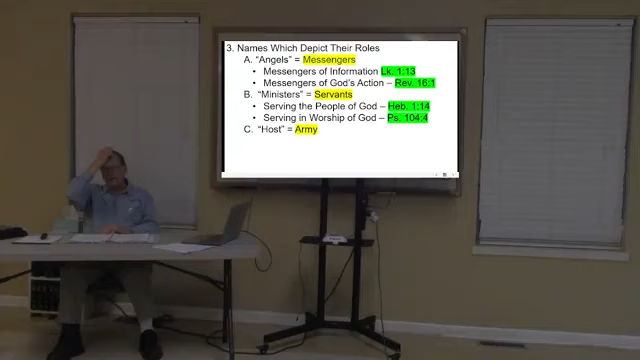 3. Names Which Depict Their Roles
A. "Angels" = Messengers
• Messengers of Information Lk. 1:13
• Messengers of God's Action – Rev. 16:1
B. "Ministers" = Servants
• Serving the People of God – Heb. 1:14
• Serving in Worship of God – Ps. 104:4
C. "Host" = Army